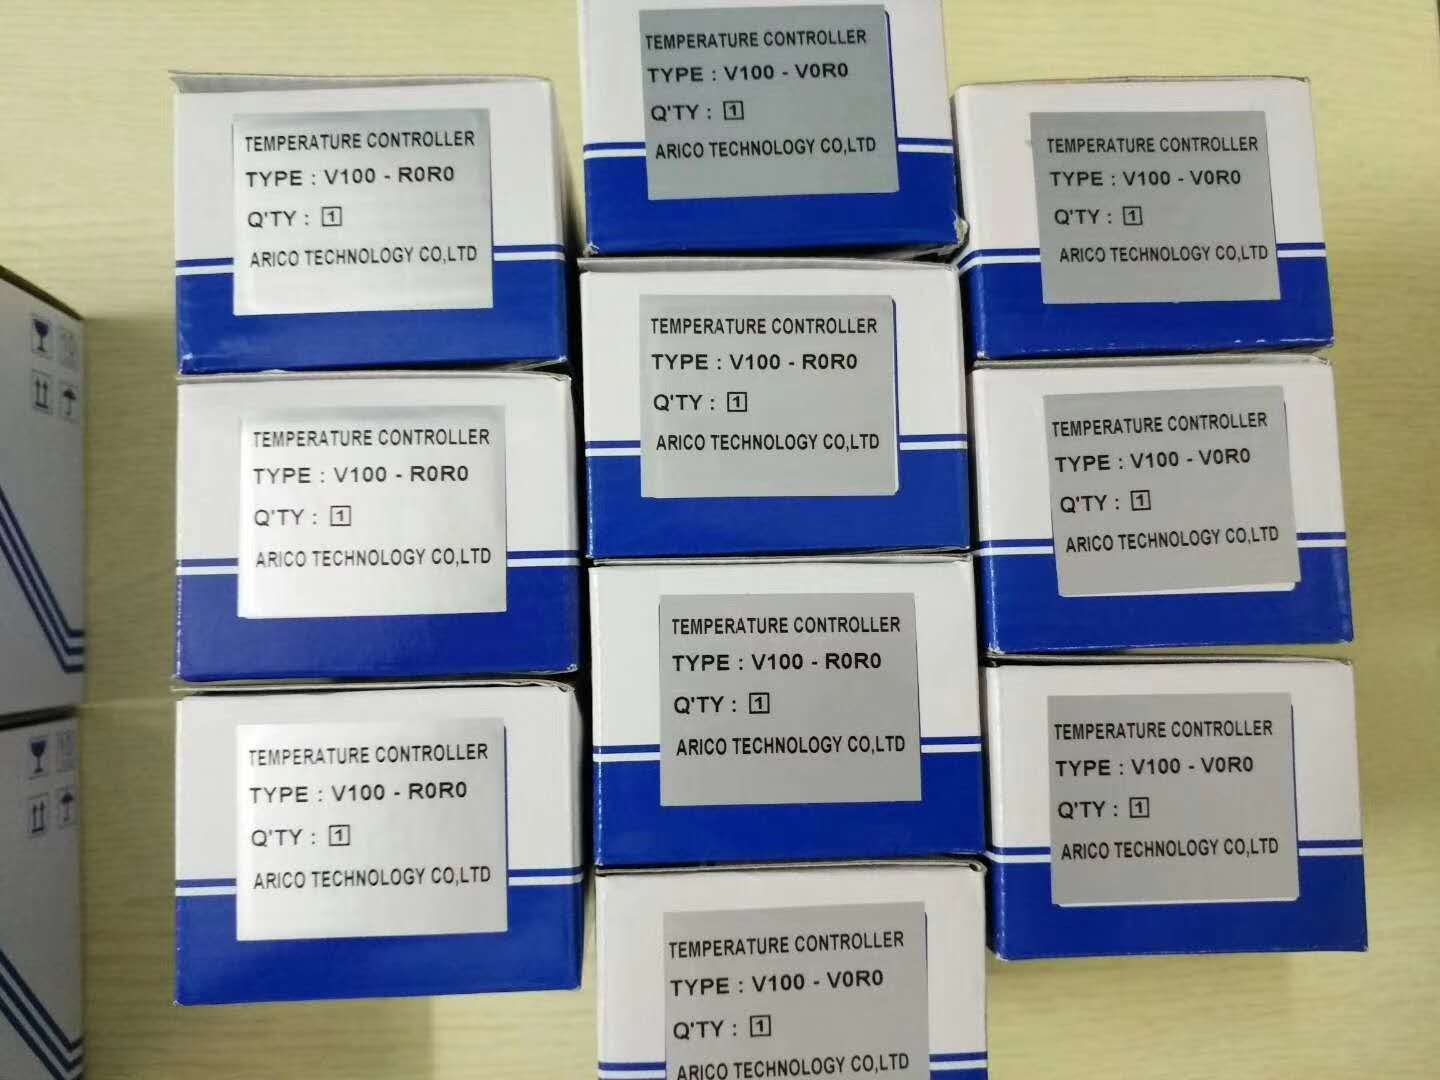 TEMPERATURE CONTROLLER
TYPE : V100 - R0R0
Q'TY : 1
ARICO TECHNOLOGY CO,LTD
TEMPERATURE CONTROLLER
TYPE : V100 - R0R0
Q'TY : 1
ARICO TECHNOLOGY CO,LTD
TEMPERATURE CONTROLLER
TYPE : V100 - R0R0
Q'TY : 1
ARICO TECHNOLOGY CO,LTD
TEMPERATURE CONTROLLER
TYPE : V100 - V0R0
Q'TY : 1
ARICO TECHNOLOGY CO,LTD
TEMPERATURE CONTROLLER
TYPE : V100 - R0R0
Q'TY : 1
ARICO TECHNOLOGY CO,LTD
TEMPERATURE CONTROLLER
TYPE : V100 - R0R0
Q'TY : 1
ARICO TECHNOLOGY CO,LTD
TEMPERATURE CONTROLLER
TYPE : V100 - V0R0
Q'TY : 1
ARICO TECHNOLOGY CO,LTD
TEMPERATURE CONTROLLER
TYPE : V100 - V0R0
Q'TY : 1
ARICO TECHNOLOGY CO,LTD
TEMPERATURE CONTROLLER
TYPE : V100 - V0R0
Q'TY : 1
ARICO TECHNOLOGY CO,LTD
TEMPERATURE CONTROLLER
TYPE : V100 - V0R0
Q'TY : 1
ARICO TECHNOLOGY CO,LTD